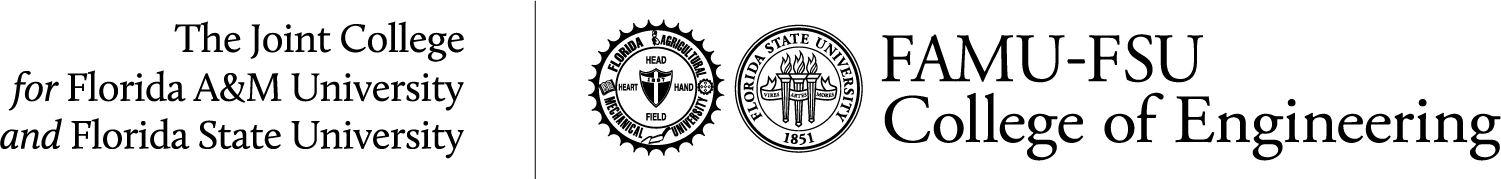 The Joint College
for Florida A&M University
and Florida State University
FLORIDA AGRICULTURAL
MECHANICAL UNIVERSITY
HEAD
HEART
HAND
FIELD
1887
FLORIDA STATE UNIVERSITY
VIRES ARTES MORES
1851
FAMU-FSU
College of Engineering